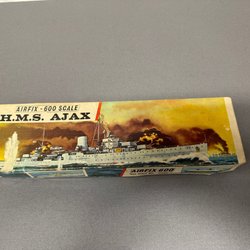 AIRFIX-600 SCALE
H.M.S. AJAX
AIRFIX 600